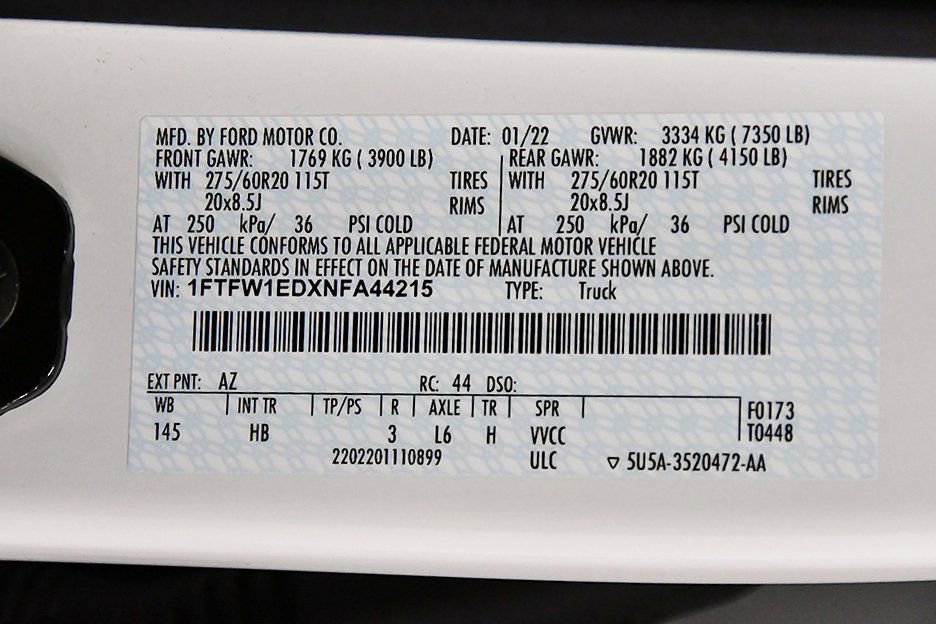 MFD. BY FORD MOTOR CO. DATE: 01/22 GVWR: 3334 KG ( 7350 LB)
FRONT GAWR: 1769 KG ( 3900 LB) REAR GAWR: 1882 KG ( 4150 LB)
WITH 275/60R20 115T TIRES WITH 275/60R20 115T TIRES
20x8.5J RIMS 20x8.5J RIMS
AT 250 kPa/ 36 PSI COLD AT 250 kPa/ 36 PSI COLD
THIS VEHICLE CONFORMS TO ALL APPLICABLE FEDERAL MOTOR VEHICLE
SAFETY STANDARDS IN EFFECT ON THE DATE OF MANUFACTURE SHOWN ABOVE.
VIN: 1FTFW1EDXNFA44215 TYPE: Truck
EXT PNT: AZ RC: 44 DSO:
WB INT TR TP/PS R AXLE TR SPR F0173
145 HB 3 L6 H VVCC T0448
2202201110899 ULC ▽ 5U5A-3520472-AA